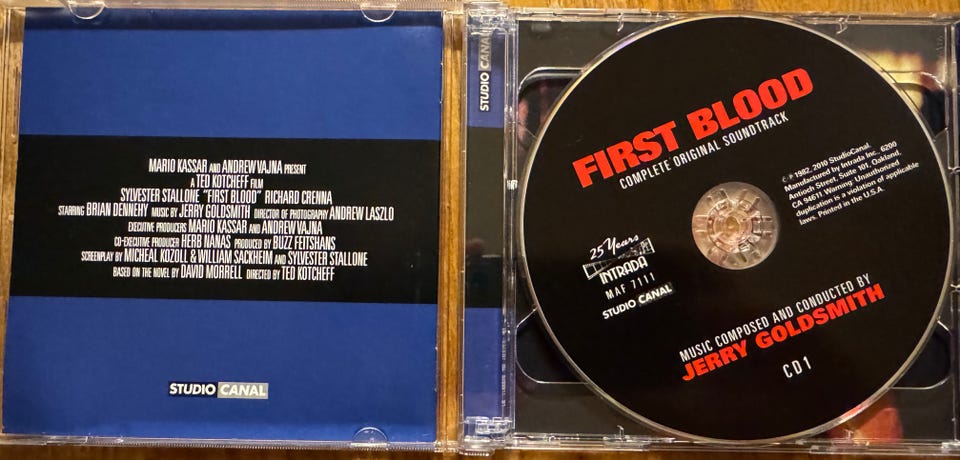 MARIO KASSAR AND ANDREW VAJNA PRESENT
A TED KOTCHEFF FILM
SYLVESTER STALLONE "FIRST BLOOD" RICHARD CRENNA
STARRING BRIAN DENNEHY MUSIC BY JERRY GOLDSMITH DIRECTOR OF PHOTOGRAPHY ANDREW LASZLO
EXECUTIVE PRODUCERS MARIO KASSAR AND ANDREW VAJNA
CO-EXECUTIVE PRODUCER HERB NANAS PRODUCED BY BUZZ FEITSHANS
SCREENPLAY BY MICHEAL KOZOLL & WILLIAM SACKHEIM AND SYLVESTER STALLONE
BASED ON THE NOVEL BY DAVID MORRELL DIRECTED BY TED KOTCHEFF
STUDIO CANAL
STUDIO CANAL
FIRST BLOOD
COMPLETE ORIGINAL SOUNDTRACK
© ℗ 1982, 2010 StudioCanal.
Manufactured by Intrada Inc., 6200
Antioch Street, Suite 101, Oakland,
CA 94611 Warning: Unauthorized
duplication is a violation of applicable
laws. Printed in the U.S.A.
25 Years
INTRADA
MAF 7111
STUDIO CANAL
MUSIC COMPOSED AND CONDUCTED BY
JERRY GOLDSMITH
CD 1